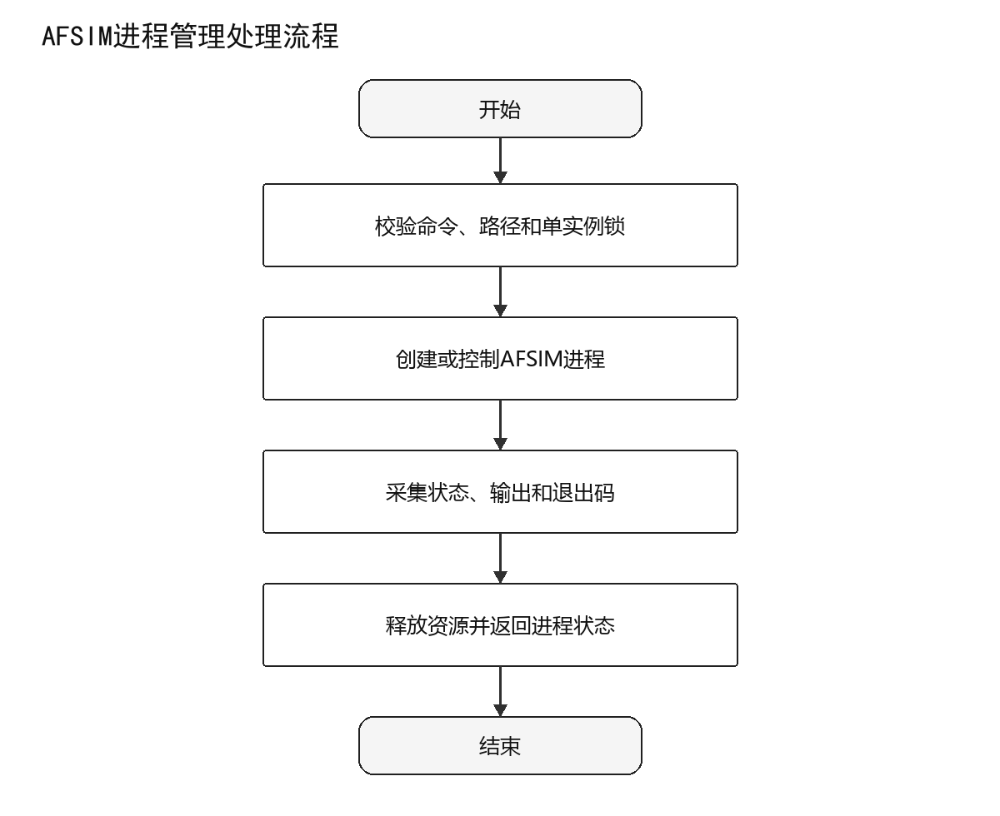 AFSIM进程管理处理流程
开始
校验命令、路径和单实例锁
创建或控制AFSIM进程
采集状态、输出和退出码
释放资源并返回进程状态
结束